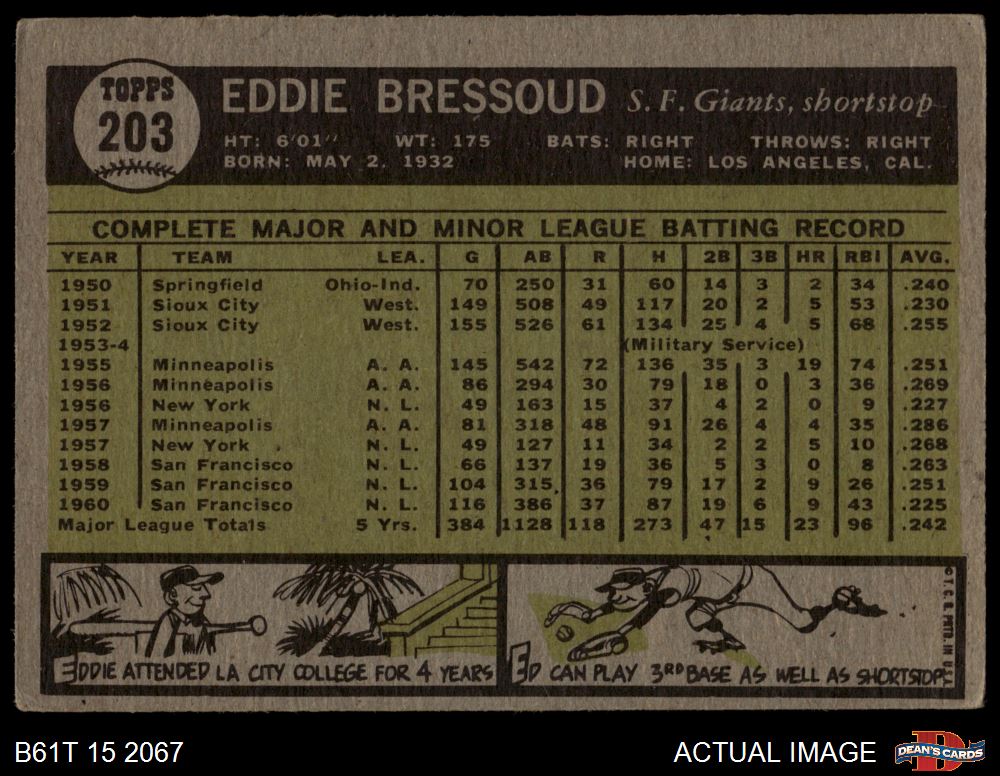 TOPPS
203
EDDIE BRESSOUD S. F. Giants, shortstop
HT: 6'01" WT: 175 BATS: RIGHT THROWS: RIGHT
BORN: MAY 2, 1932 HOME: LOS ANGELES, CAL.
COMPLETE MAJOR AND MINOR LEAGUE BATTING RECORD
YEAR TEAM LEA. G AB R H 2B 3B HR RBI AVG.
1950 Springfield Ohio-Ind. 70 250 31 60 14 3 2 34 .240
1951 Sioux City West. 149 508 49 117 20 2 5 53 .230
1952 Sioux City West. 155 526 61 134 25 4 5 68 .255
1953-4 (Military Service)
1955 Minneapolis A. A. 145 542 72 136 35 3 19 74 .251
1956 Minneapolis A. A. 86 294 30 79 18 0 3 36 .269
1956 New York N. L. 49 163 15 37 4 2 0 9 .227
1957 Minneapolis A. A. 81 318 48 91 26 4 4 35 .286
1957 New York N. L. 49 127 11 34 2 2 5 10 .268
1958 San Francisco N. L. 66 137 19 36 5 3 0 8 .263
1959 San Francisco N. L. 104 315 36 79 17 2 9 26 .251
1960 San Francisco N. L. 116 386 37 87 19 6 9 43 .225
Major League Totals 5 Yrs. 384 1128 118 273 47 15 23 96 .242
EDDIE ATTENDED LA CITY COLLEGE FOR 4 YEARS
ED CAN PLAY 3RD BASE AS WELL AS SHORTSTOP.
© T. C. G. PRTD. IN U.
B61T 15 2067
ACTUAL IMAGE
DEAN'S CARDS